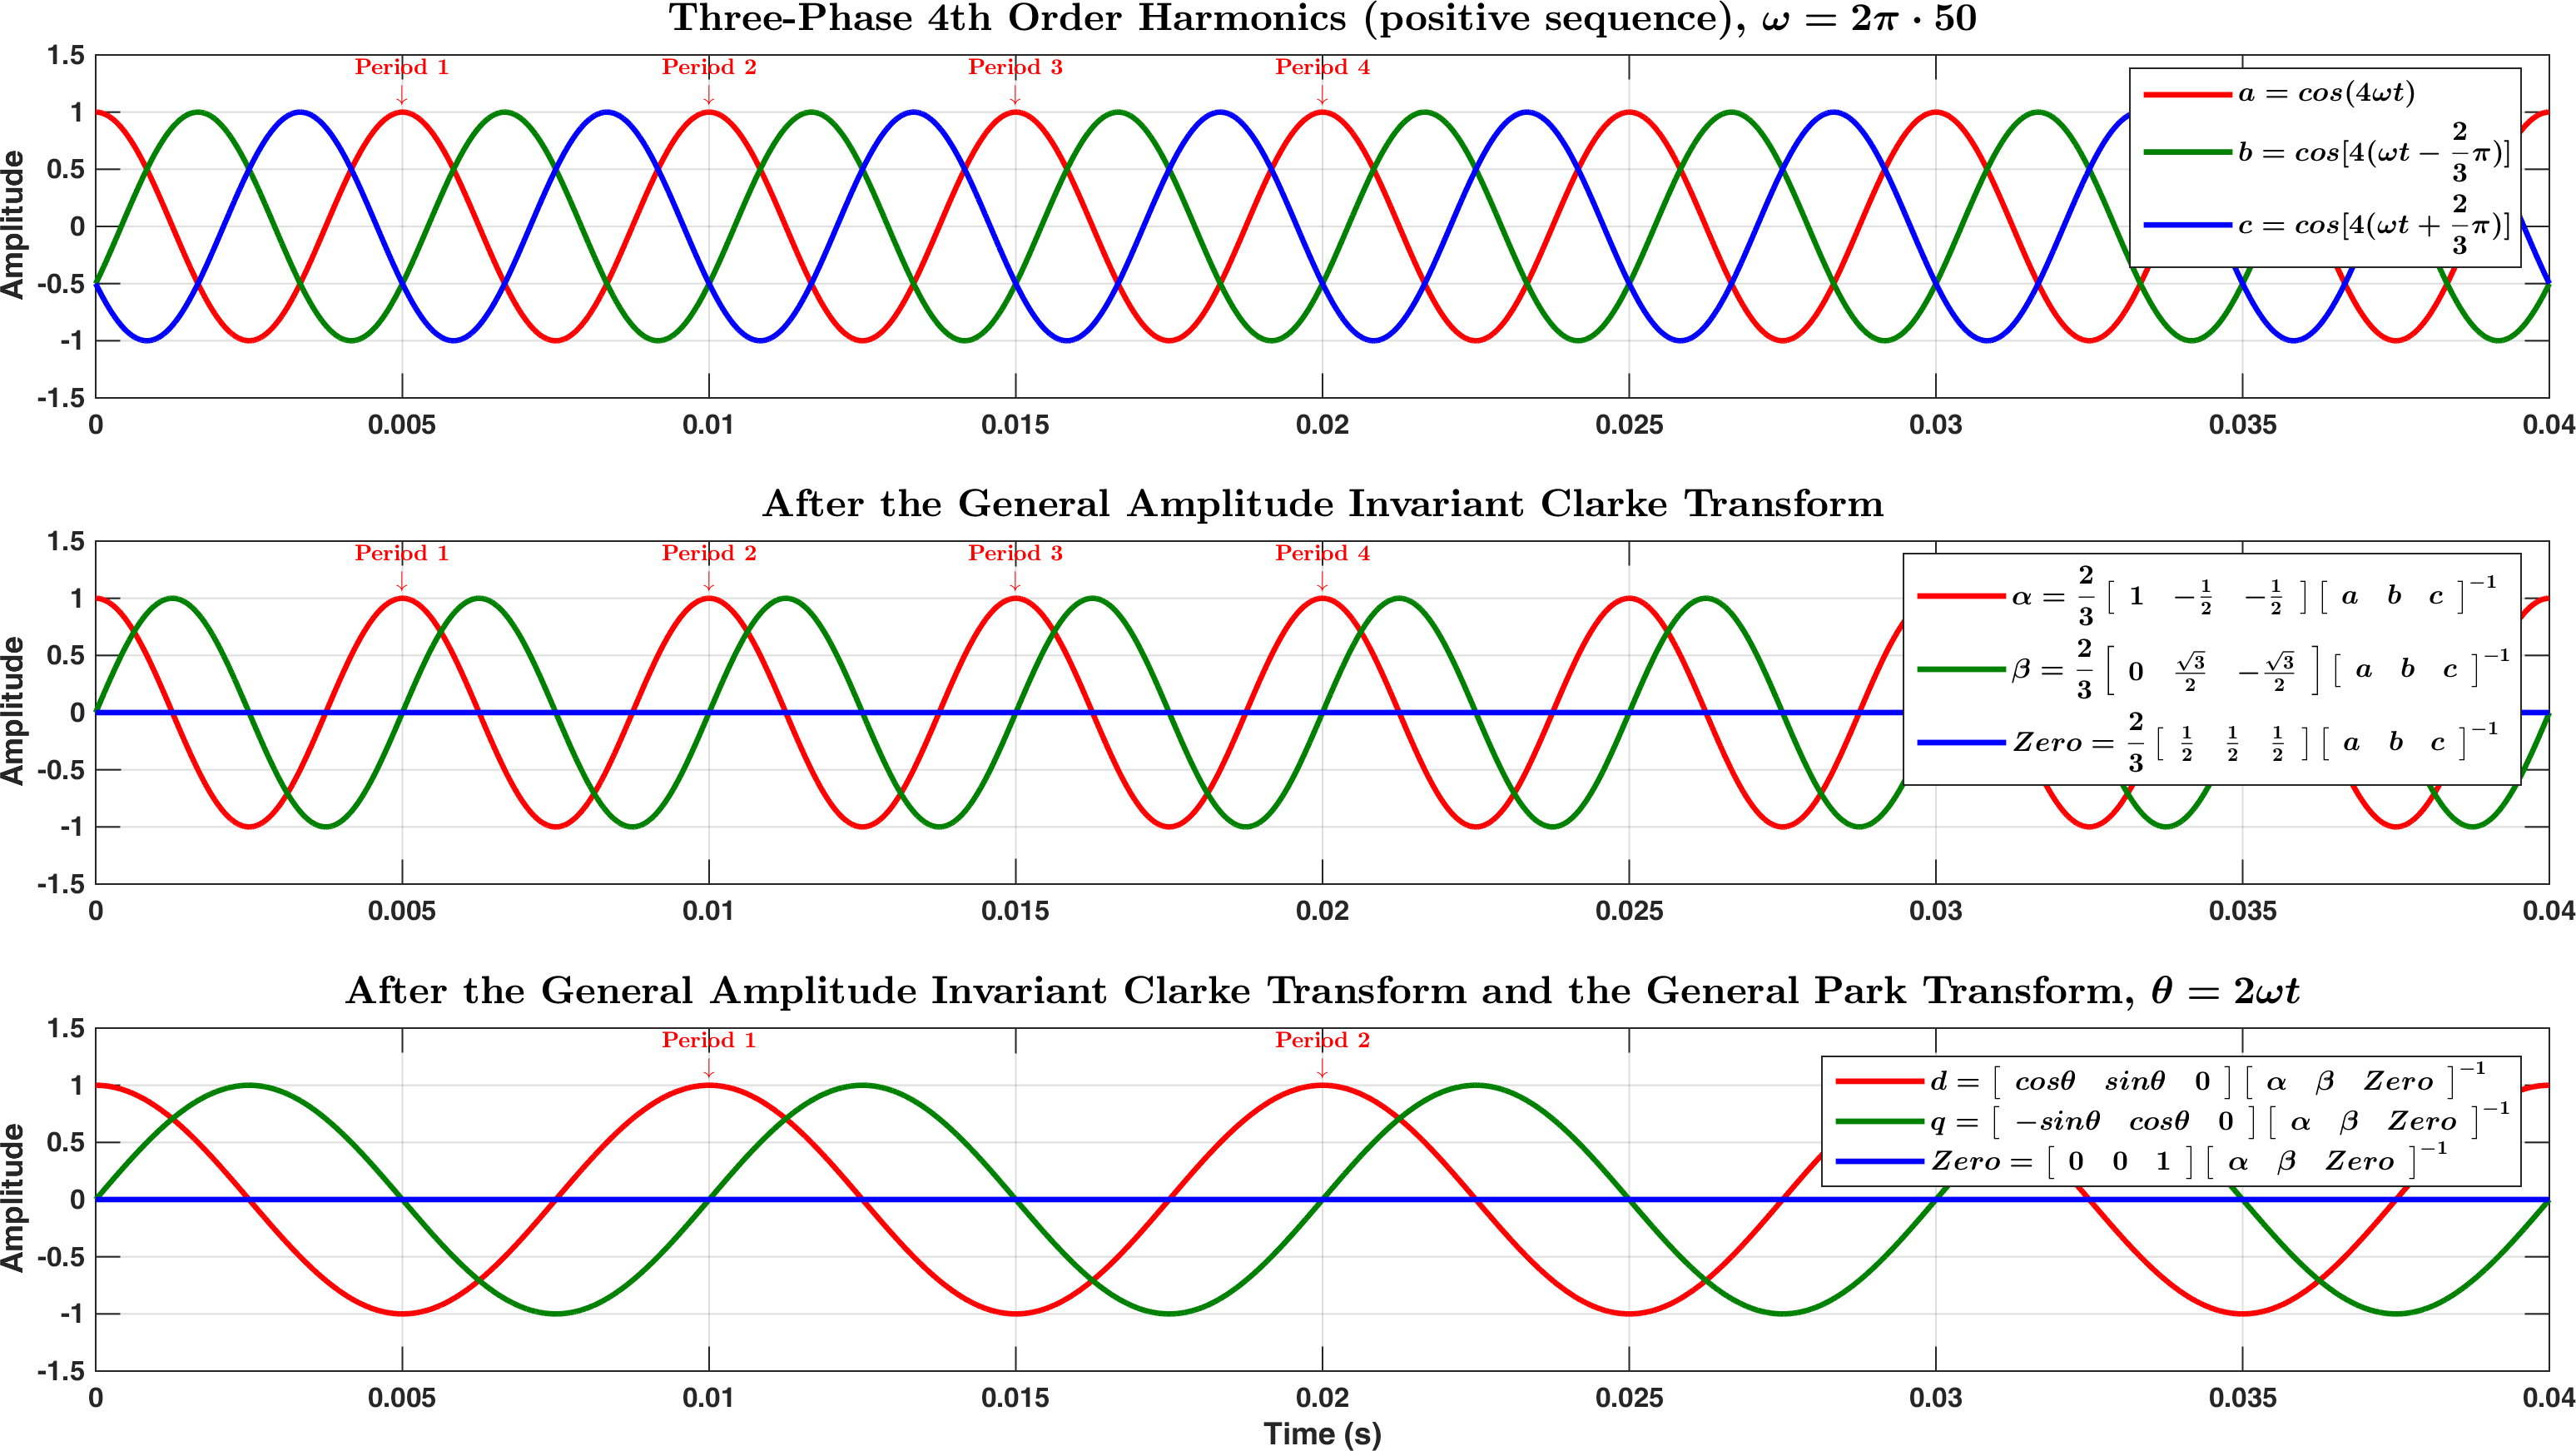 Three-Phase 4th Order Harmonics (positive sequence), ω = 2π · 50
Period 1 Period 2 Period 3 Period 4
a = cos(4ωt)
b = cos[4(ωt − 2/3 π)]
c = cos[4(ωt + 2/3 π)]
Amplitude
1.5
1
0.5
0
-0.5
-1
-1.5
0 0.005 0.01 0.015 0.02 0.025 0.03 0.035 0.04
After the General Amplitude Invariant Clarke Transform
Period 1 Period 2 Period 3 Period 4
α = 2/3 [ 1 −1/2 −1/2 ] [ a b c ]^−1
β = 2/3 [ 0 √3/2 −√3/2 ] [ a b c ]^−1
Zero = 2/3 [ 1/2 1/2 1/2 ] [ a b c ]^−1
Amplitude
1.5
1
0.5
0
-0.5
-1
-1.5
0 0.005 0.01 0.015 0.02 0.025 0.03 0.035 0.04
After the General Amplitude Invariant Clarke Transform and the General Park Transform, θ = 2ωt
Period 1 Period 2
d = [ cosθ sinθ 0 ] [ α β Zero ]^−1
q = [ −sinθ cosθ 0 ] [ α β Zero ]^−1
Zero = [ 0 0 1 ] [ α β Zero ]^−1
Amplitude
1.5
1
0.5
0
-0.5
-1
-1.5
0 0.005 0.01 0.015 0.02 0.025 0.03 0.035 0.04
Time (s)